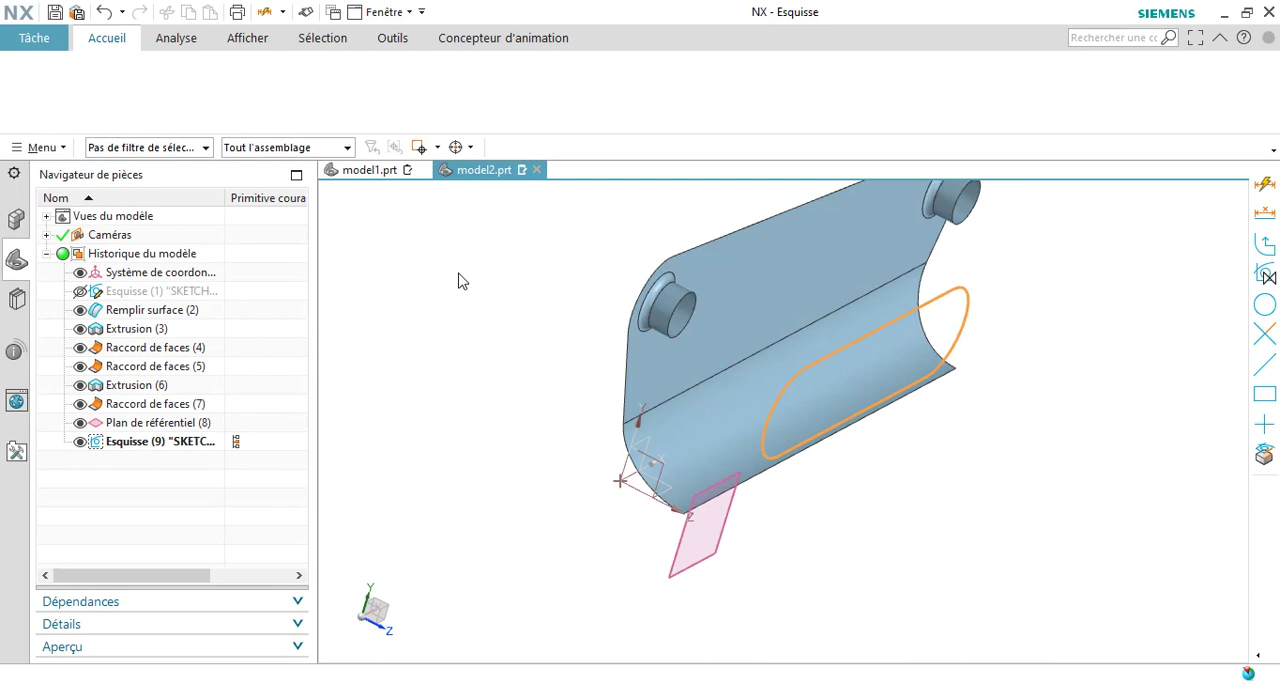 NX Fenêtre NX - Esquisse SIEMENS
Tâche Accueil Analyse Afficher Sélection Outils Concepteur d'animation Rechercher une cc
Menu Pas de filtre de sélec... Tout l'assemblage
Navigateur de pièces model1.prt model2.prt
Nom Primitive coura
Vues du modèle
Caméras
Historique du modèle
Système de coordon...
Esquisse (1) "SKETCH...
Remplir surface (2)
Extrusion (3)
Raccord de faces (4)
Raccord de faces (5)
Extrusion (6)
Raccord de faces (7)
Plan de référentiel (8)
Esquisse (9) "SKETC...
Y
Z
Y
Z
Dépendances
Détails
Aperçu